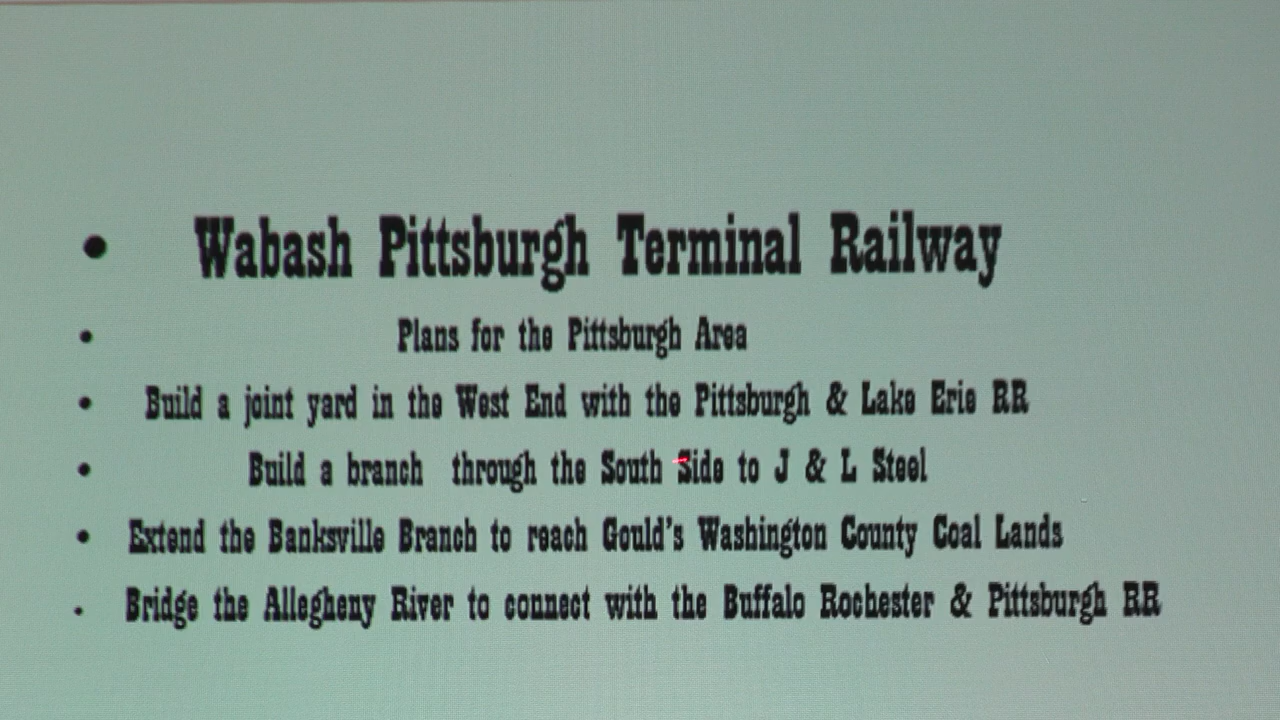 • Wabash Pittsburgh Terminal Railway
• Plans for the Pittsburgh Area
• Build a joint yard in the West End with the Pittsburgh & Lake Erie RR
• Build a branch through the South Side to J & L Steel
• Extend the Banksville Branch to reach Gould's Washington County Coal Lands
• Bridge the Allegheny River to connect with the Buffalo Rochester & Pittsburgh RR